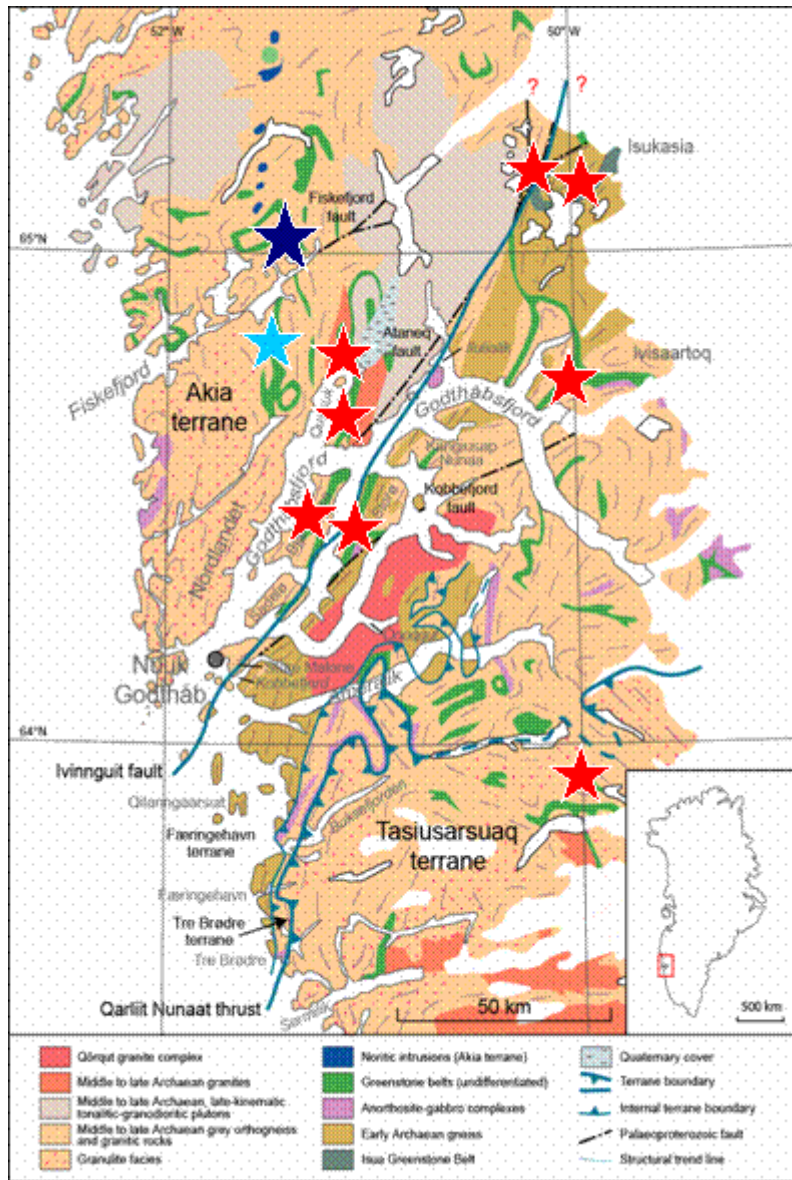 52° W
50° W
? ?
Isukasia
Fiskefjord
fault
65°N
Ataneq
fault
Ivisaartoq
Fiskefjord
Akia
terrane
Godthåbsfjord
Kobbefjord
fault
Godthåbsfjord
Nordlandet
Nuuk
Godthåb
Kobbefjord
64°N
Ivinnguit fault
Qilanngaarsuit
Færingehavn
terrane
Buksefjorden
Tasiusarsuaq
terrane
Færingehavn
Tre Brødre
terrane
Tre Brødre
Qarliit Nunaat thrust
Sermilik
50 km
500 km
Qôrqut granite complex
Middle to late Archaean granites
Middle to late Archaean, late-kinematic
tonalitic-granodioritic plutons
Middle to late Archaean grey orthogneiss
and granitic rocks
Granulite facies
Noritic intrusions (Akia terrane)
Greenstone belts (undifferentiated)
Anorthosite-gabbro complexes
Early Archaean gneiss
Isua Greenstone Belt
Quaternary cover
Terrane boundary
Internal terrane boundary
Palaeoproterozoic fault
Structural trend line